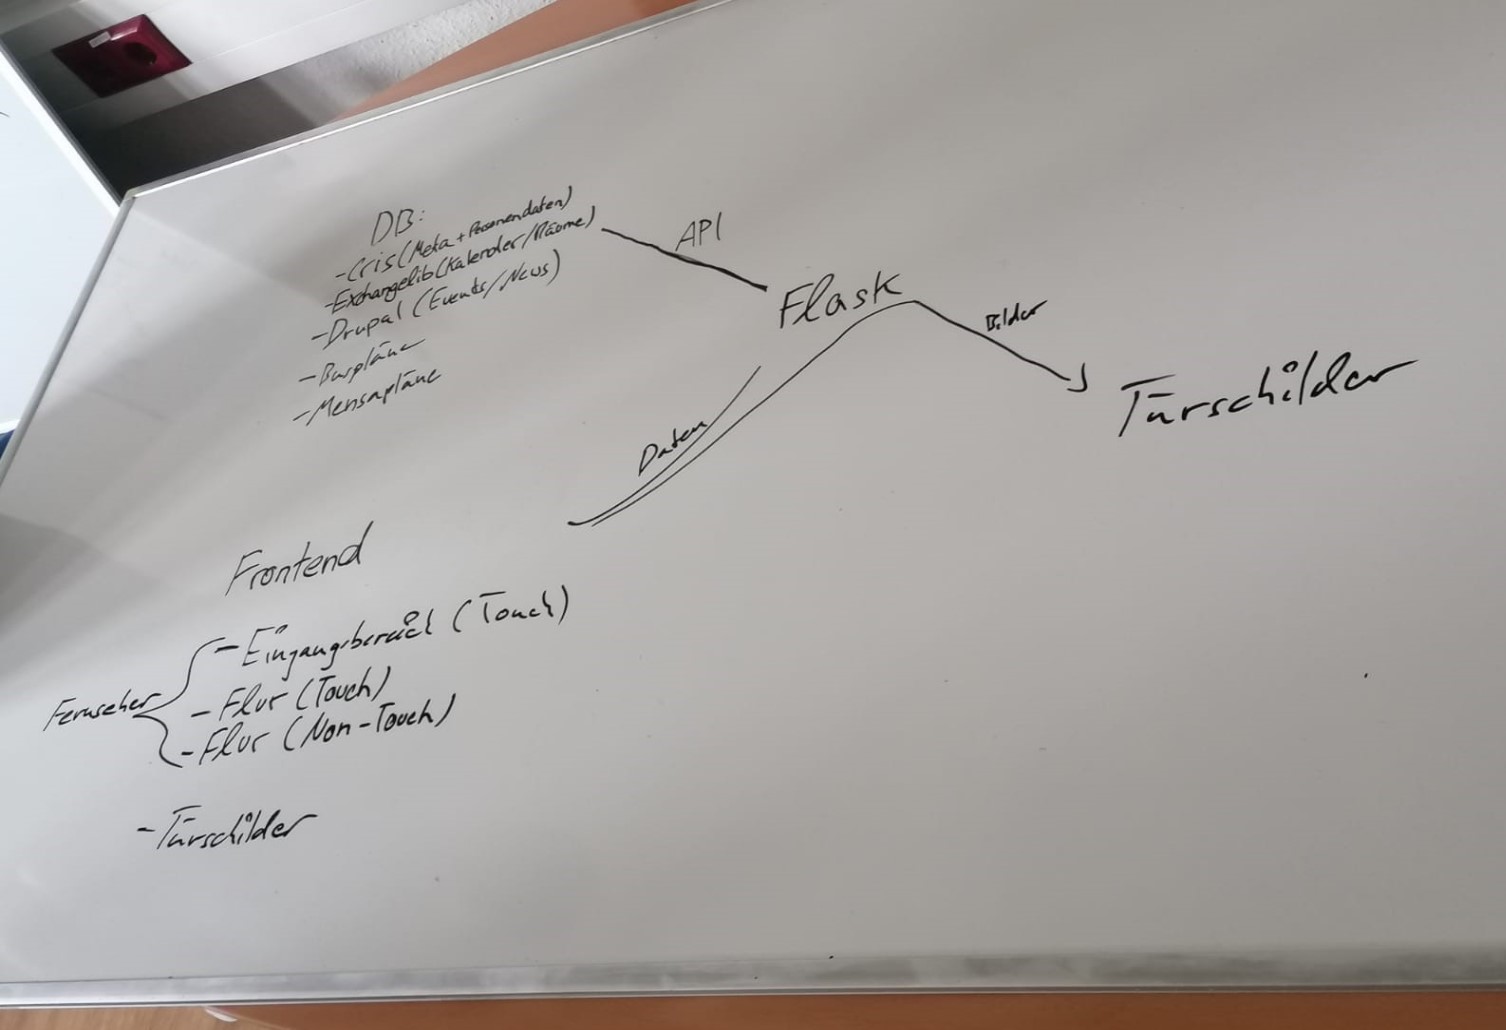 DB:
-Cris (Meta + Personendaten)
-Exchangelib (Kalender/Räume)
-Drupal (Events/News)
-Buspläne
-Mensapläne
API
Flask
Bilder
Türschilder
Daten
Frontend
Fernseher
- Eingangsbereich (Touch)
- Flur (Touch)
- Flur (Non-Touch)
- Türschilder